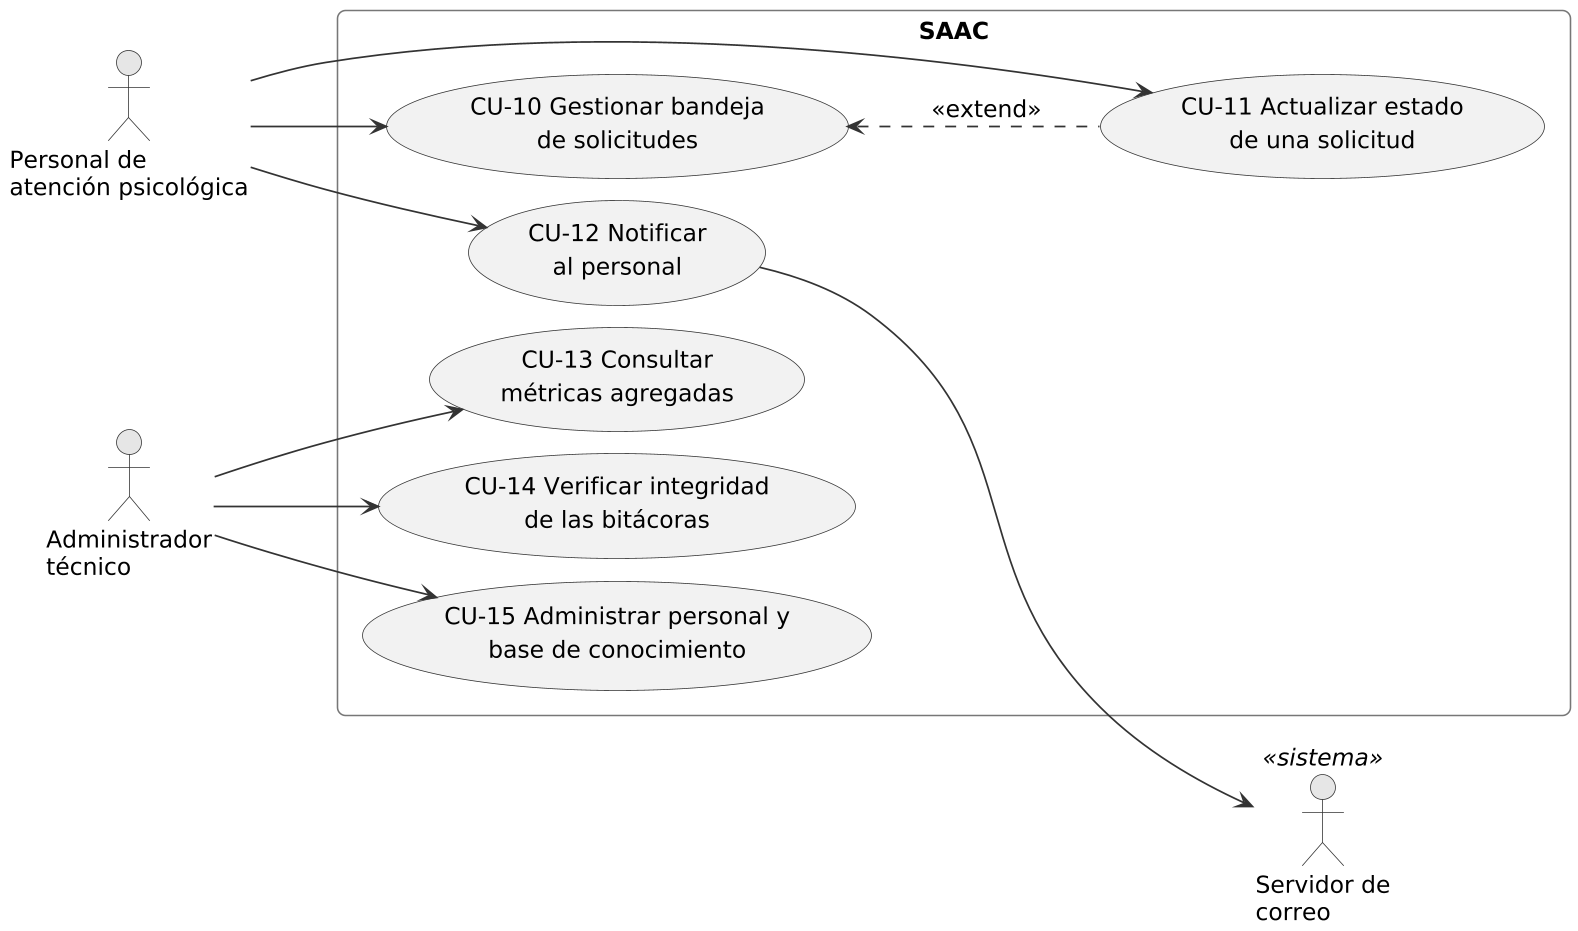 SAAC
Personal de
atención psicológica
CU-10 Gestionar bandeja
de solicitudes
«extend»
CU-11 Actualizar estado
de una solicitud
CU-12 Notificar
al personal
CU-13 Consultar
métricas agregadas
Administrador
técnico
CU-14 Verificar integridad
de las bitácoras
CU-15 Administrar personal y
base de conocimiento
«sistema»
Servidor de
correo